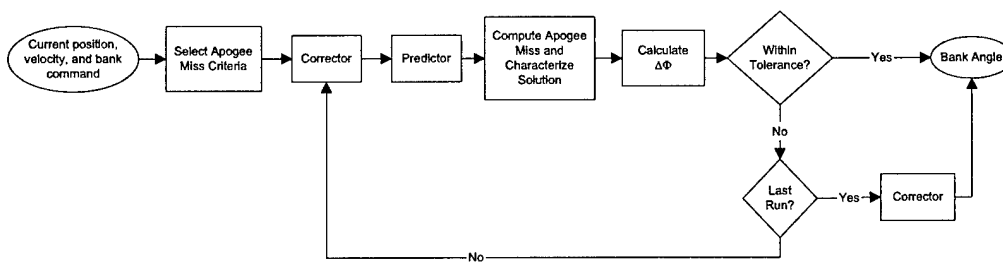 Current position,
velocity, and bank
command
Select Apogee
Miss Criteria
Corrector
Predictor
Compute Apogee
Miss and
Characterize
Solution
Calculate
ΔΦ
Within
Tolerance?
Yes
Bank Angle
No
Last
Run?
Yes
Corrector
No